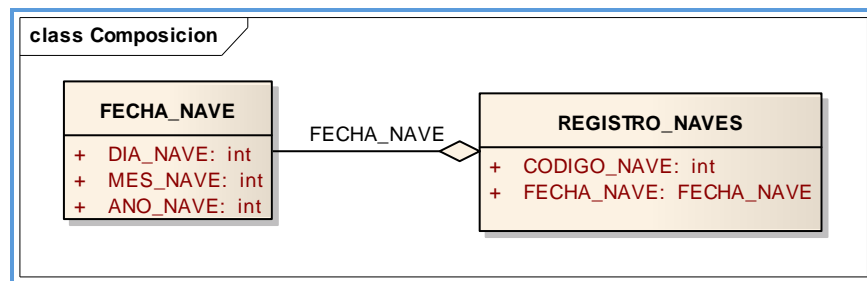 class Composicion
FECHA_NAVE
+ DIA_NAVE: int
+ MES_NAVE: int
+ ANO_NAVE: int
FECHA_NAVE
REGISTRO_NAVES
+ CODIGO_NAVE: int
+ FECHA_NAVE: FECHA_NAVE